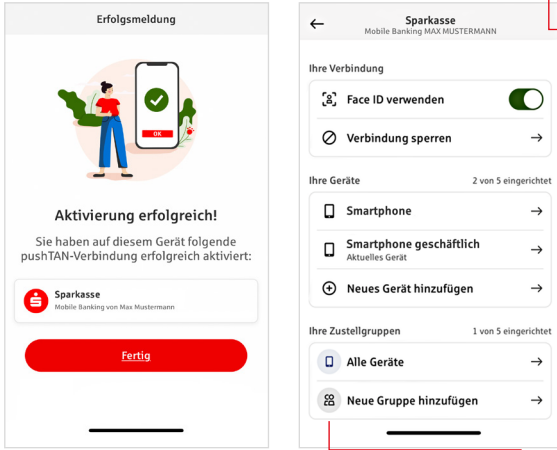 Erfolgsmeldung
OK
Aktivierung erfolgreich!
Sie haben auf diesem Gerät folgende
pushTAN-Verbindung erfolgreich aktiviert:
Sparkasse
Mobile Banking von Max Mustermann
Fertig
Sparkasse
Mobile Banking MAX MUSTERMANN
Ihre Verbindung
Face ID verwenden
Verbindung sperren
Ihre Geräte 2 von 5 eingerichtet
Smartphone
Smartphone geschäftlich
Aktuelles Gerät
Neues Gerät hinzufügen
Ihre Zustellgruppen 1 von 5 eingerichtet
Alle Geräte
Neue Gruppe hinzufügen